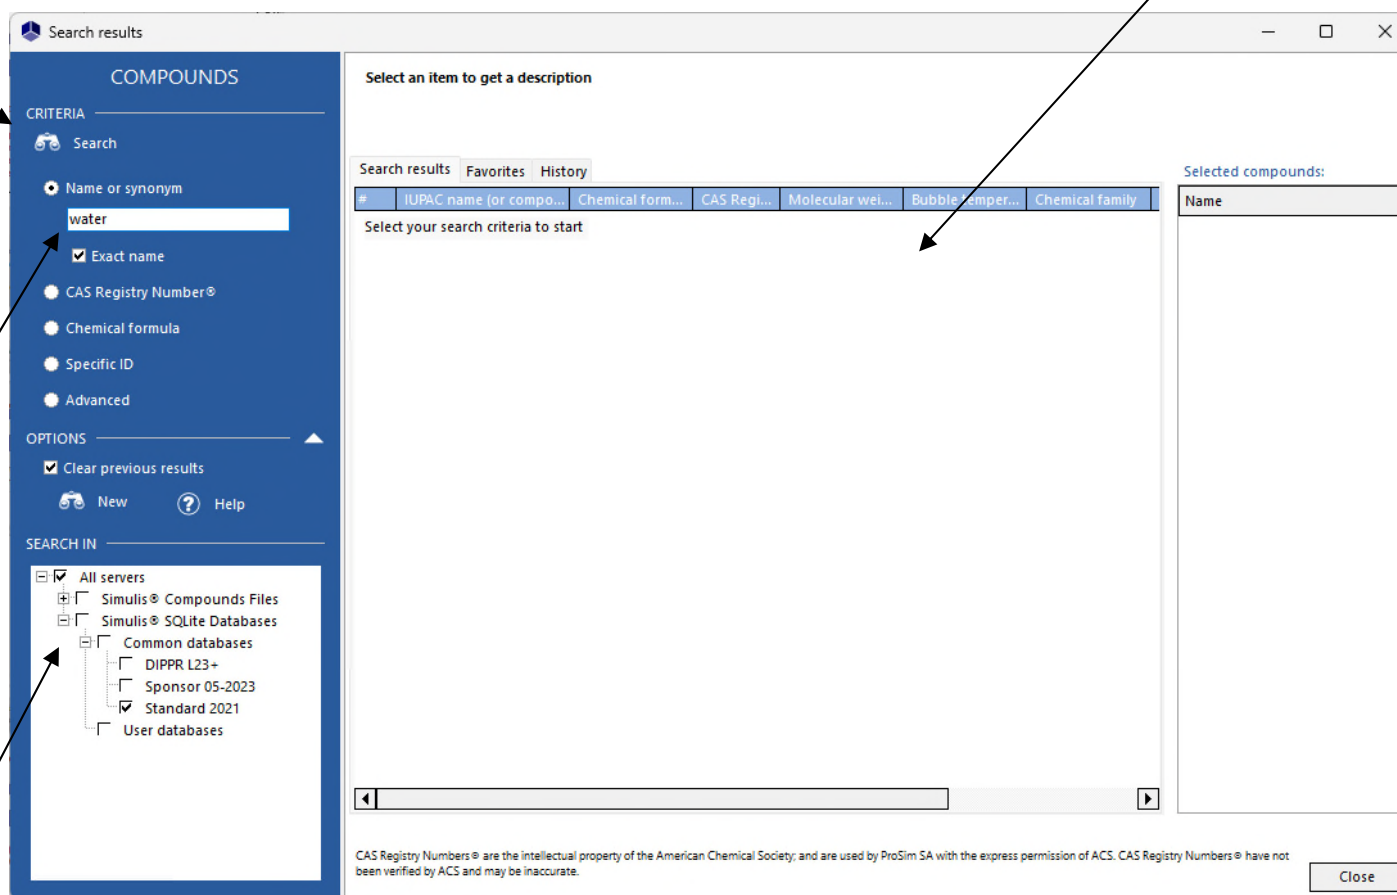 Search results
COMPOUNDS
CRITERIA
Search
Name or synonym
water
Exact name
CAS Registry Number®
Chemical formula
Specific ID
Advanced
OPTIONS
Clear previous results
New
Help
SEARCH IN
All servers
Simulis® Compounds Files
Simulis® SQLite Databases
Common databases
DIPPR L23+
Sponsor 05-2023
Standard 2021
User databases
Select an item to get a description
Search results Favorites History
# IUPAC name (or compo... Chemical form... CAS Regi... Molecular wei... Bubble temper... Chemical family
Select your search criteria to start
Selected compounds:
Name
CAS Registry Numbers® are the intellectual property of the American Chemical Society; and are used by ProSim SA with the express permission of ACS. CAS Registry Numbers® have not
been verified by ACS and may be inaccurate.
Close